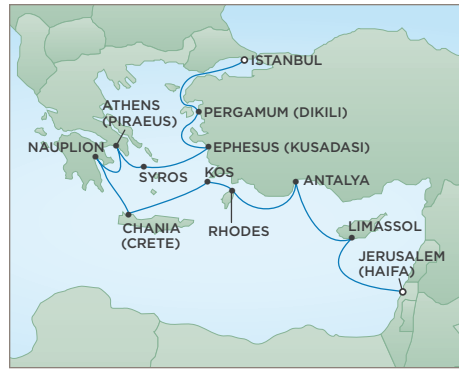 ISTANBUL
ATHENS
(PIRAEUS)
PERGAMUM (DIKILI)
NAUPLION
EPHESUS (KUSADASI)
SYROS
KOS
ANTALYA
CHANIA
(CRETE)
RHODES
LIMASSOL
JERUSALEM
(HAIFA)